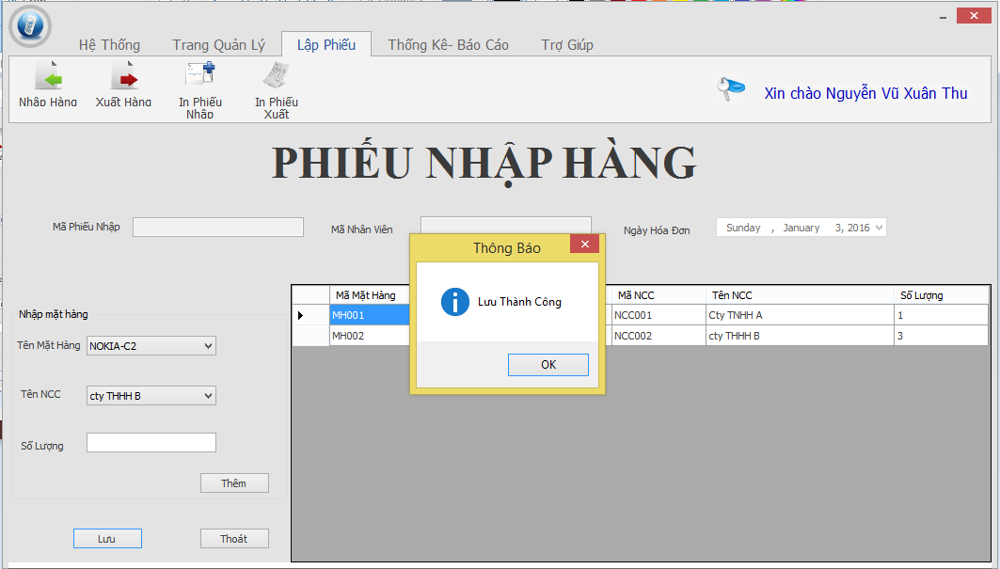 Hệ Thống Trang Quản Lý Lập Phiếu Thống Kê- Báo Cáo Trợ Giúp
Nhập Hàng Xuất Hàng In Phiếu Nhập In Phiếu Xuất
Xin chào Nguyễn Vũ Xuân Thu
PHIẾU NHẬP HÀNG
Mã Phiếu Nhập Mã Nhân Viên Ngày Hóa Đơn Sunday , January 3, 2016
Thông Báo
Lưu Thành Công
OK
Mã Mặt Hàng Mã NCC Tên NCC Số Lượng
MH001 NCC001 Cty TNHH A 1
MH002 NCC002 cty THHH B 3
Nhập mặt hàng
Tên Mặt Hàng NOKIA-C2
Tên NCC cty THHH B
Số Lượng
Thêm
Lưu Thoát